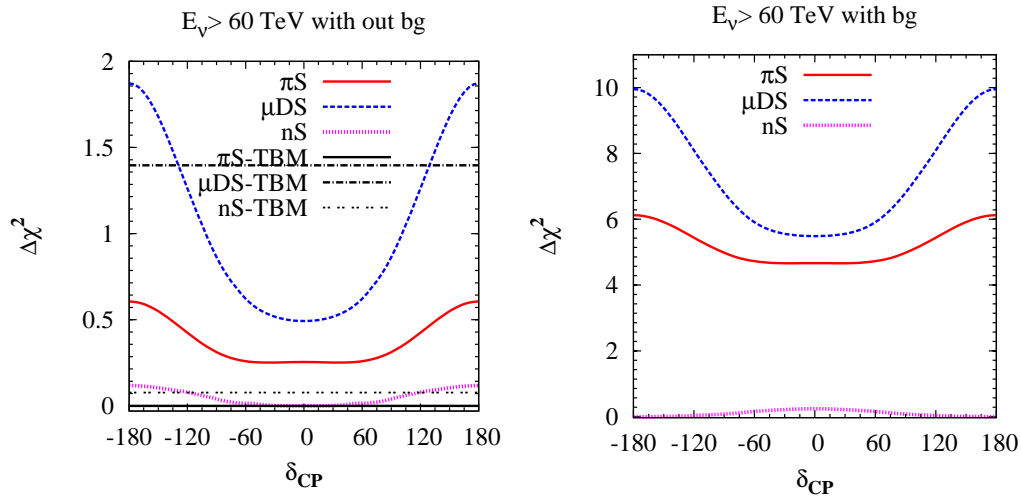 E_ν> 60 TeV with out bg
2
1.5
1
0.5
0
Δχ²
πS
μDS
nS
πS-TBM
μDS-TBM
nS-TBM
-180 -120 -60 0 60 120 180
δ_CP
E_ν> 60 TeV with bg
10
8
6
4
2
0
Δχ²
πS
μDS
nS
-180 -120 -60 0 60 120 180
δ_CP